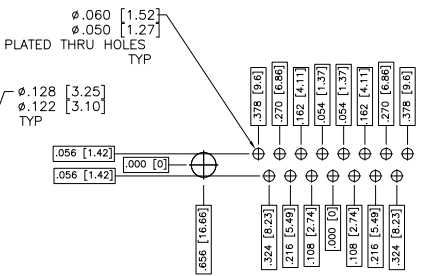 ø.060 [1.52]
ø.050 [1.27]
PLATED THRU HOLES
TYP
ø.128 [3.25]
ø.122 [3.10]
TYP
.378 [9.6]
.270 [6.86]
.162 [4.11]
.054 [1.37]
.054 [1.37]
.162 [4.11]
.270 [6.86]
.378 [9.6]
.056 [1.42]
.000 [0]
.056 [1.42]
.656 [16.66]
.324 [8.23]
.216 [5.49]
.108 [2.74]
.000 [0]
.108 [2.74]
.216 [5.49]
.324 [8.23]